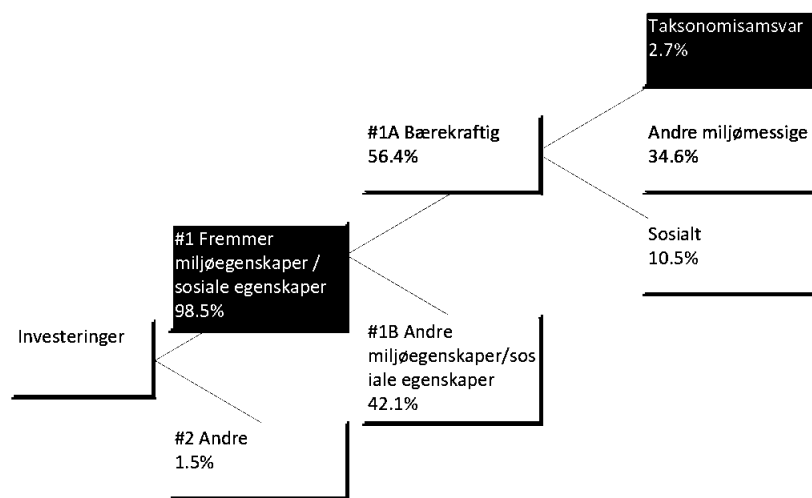 Investeringer
#1 Fremmer
miljøegenskaper /
sosiale egenskaper
98.5%
#2 Andre
1.5%
#1A Bærekraftig
56.4%
#1B Andre
miljøegenskaper/sos
iale egenskaper
42.1%
Taksonomisamsvar
2.7%
Andre miljømessige
34.6%
Sosialt
10.5%